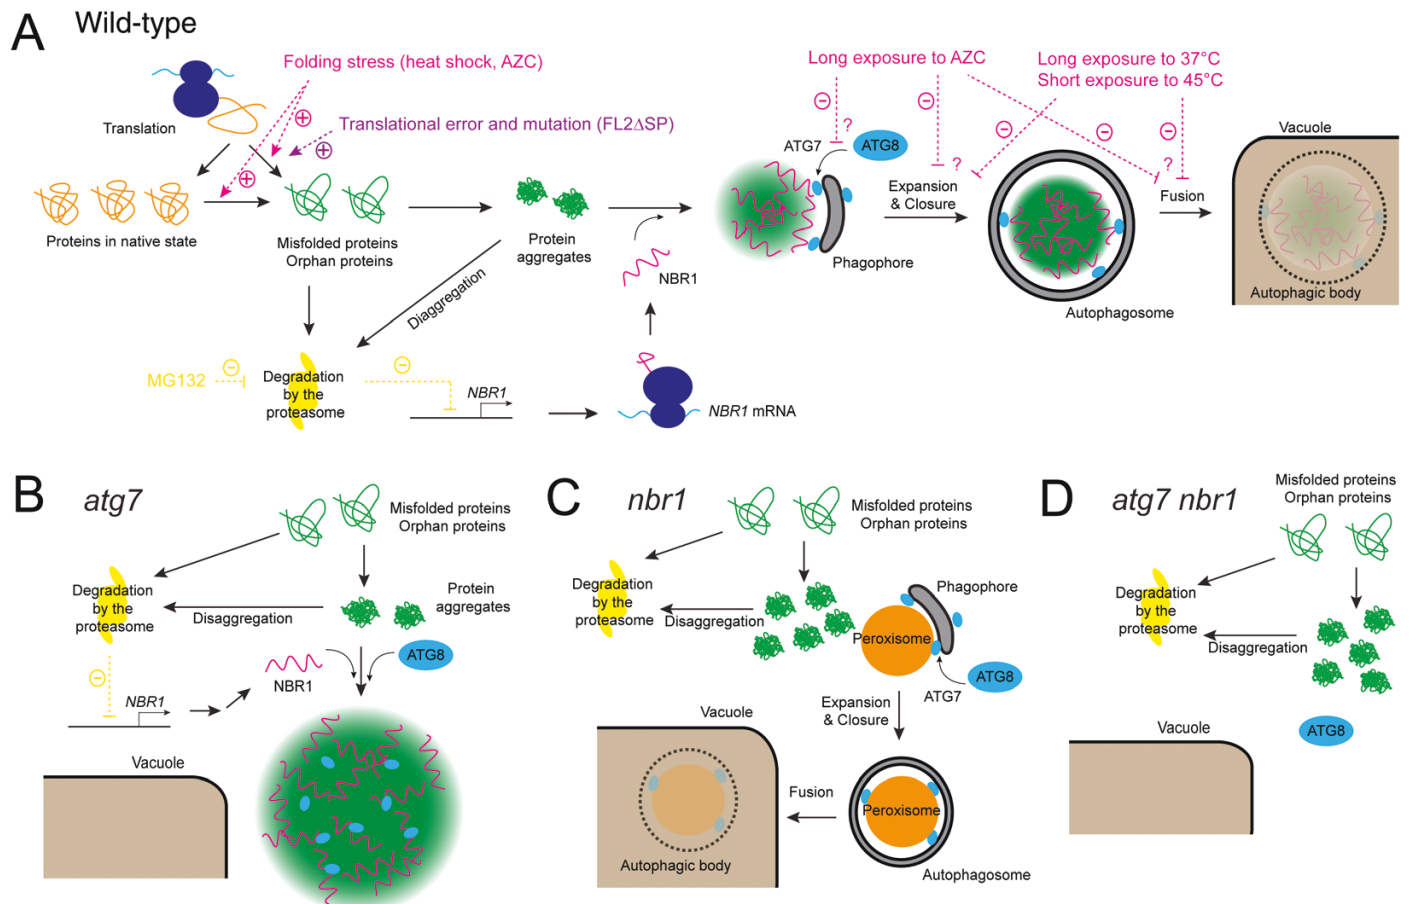 A Wild-type
Folding stress (heat shock, AZC)
Translational error and mutation (FL2ΔSP)
Translation
Proteins in native state
Misfolded proteins
Orphan proteins
Protein
aggregates
Diaggregation
MG132
Degradation
by the
proteasome
NBR1
NBR1
NBR1 mRNA
Long exposure to AZC
Long exposure to 37°C
Short exposure to 45°C
?
ATG7
ATG8
Phagophore
?
Expansion
& Closure
Autophagosome
?
Fusion
Vacuole
Autophagic body
B atg7
Misfolded proteins
Orphan proteins
Degradation
by the
proteasome
Disaggregation
Protein
aggregates
ATG8
NBR1
NBR1
Vacuole
C nbr1
Misfolded proteins
Orphan proteins
Degradation
by the
proteasome
Disaggregation
Phagophore
Peroxisome
ATG8
ATG7
Expansion
& Closure
Vacuole
Fusion
Peroxisome
Autophagic body
Autophagosome
D atg7 nbr1
Misfolded proteins
Orphan proteins
Degradation
by the
proteasome
Disaggregation
ATG8
Vacuole